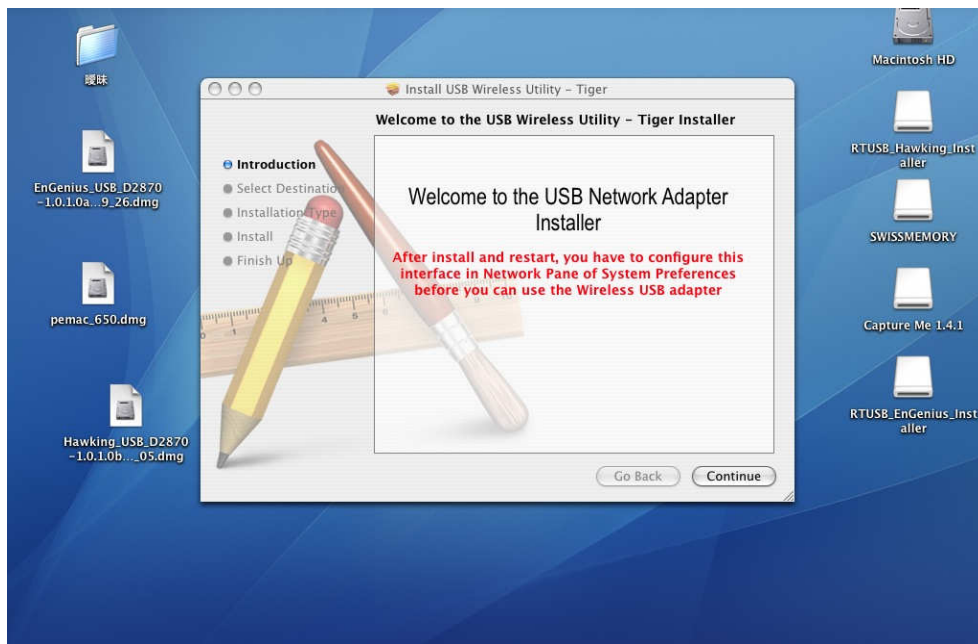 曖昧
EnGenius_USB_D2870
-1.0.1.0a...9_26.dmg
pemac_650.dmg
Hawking_USB_D2870
-1.0.1.0b..._05.dmg
Install USB Wireless Utility – Tiger
Welcome to the USB Wireless Utility – Tiger Installer
Introduction
Select Destination
Installation Type
Install
Finish Up
Welcome to the USB Network Adapter
Installer
After install and restart, you have to configure this
interface in Network Pane of System Preferences
before you can use the Wireless USB adapter
4 5
Go Back
Continue
Macintosh HD
RTUSB_Hawking_Inst
aller
SWISSMEMORY
Capture Me 1.4.1
RTUSB_EnGenius_Inst
aller